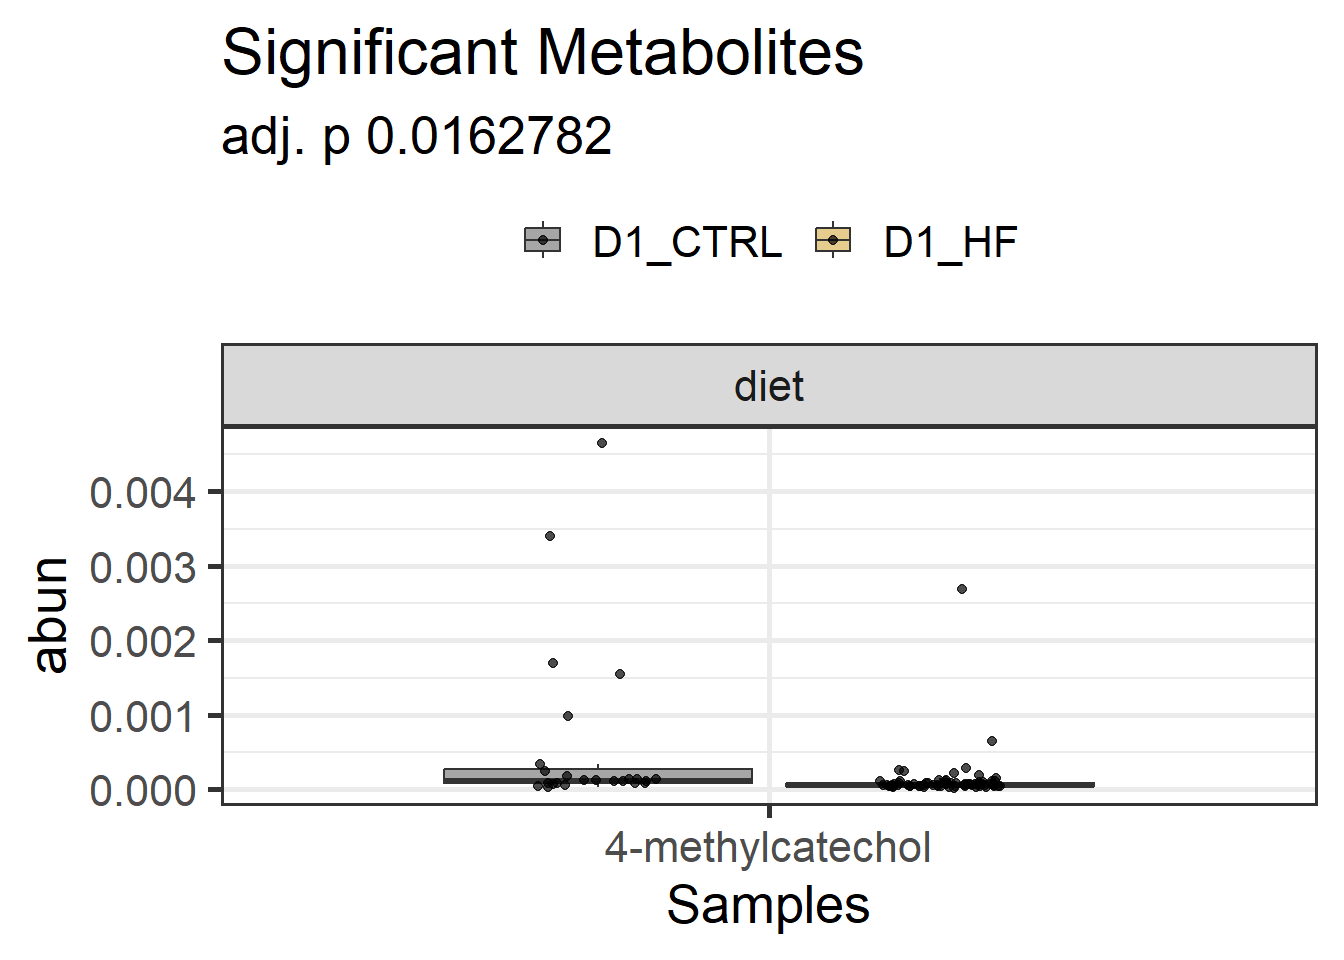 Significant Metabolites
adj. p 0.0162782
D1_CTRL D1_HF
diet
0.004
0.003
0.002
0.001
0.000
abun
4-methylcatechol
Samples